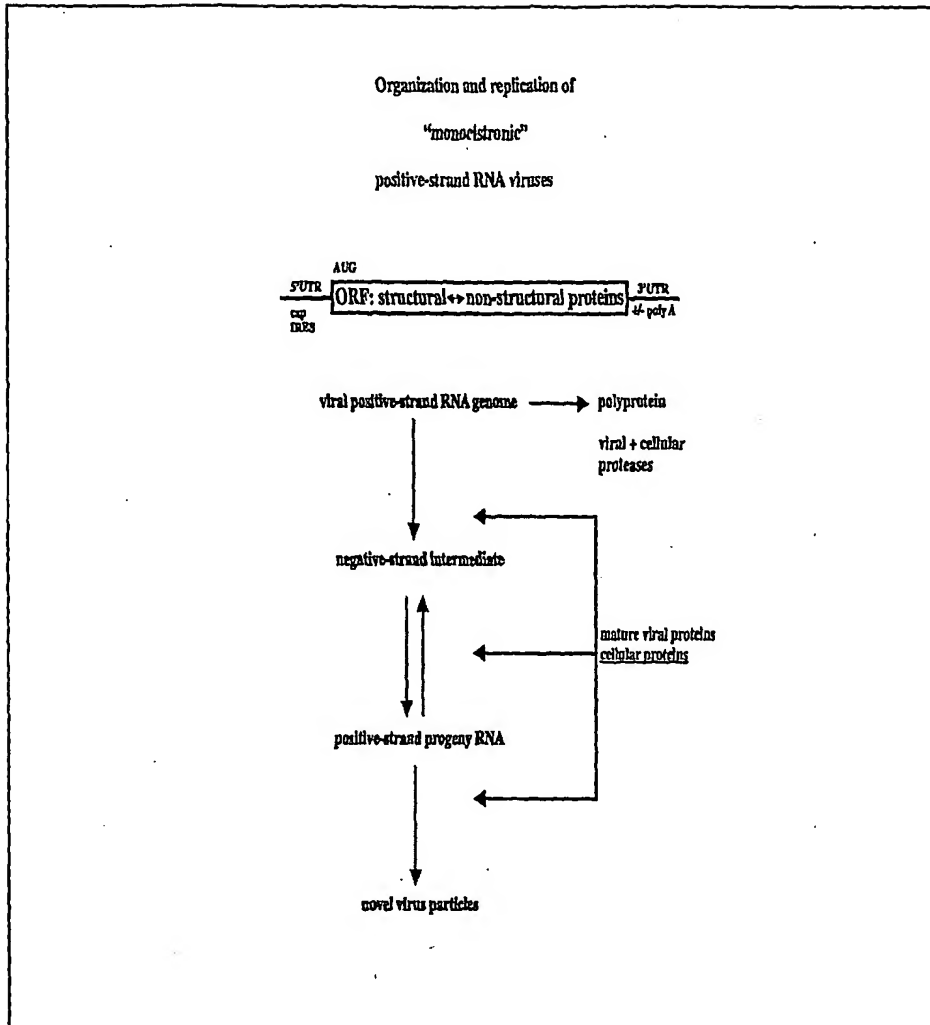 Organization and replication of
"monocistronic"
positive-strand RNA viruses
AUG
5'UTR
ORF: structural↔non-structural proteins
3'UTR
cap
IRES
+/- poly A
viral positive-strand RNA genome
polyprotein
viral + cellular
proteases
negative-strand intermediate
mature viral proteins
cellular proteins
positive-strand progeny RNA
novel virus particles